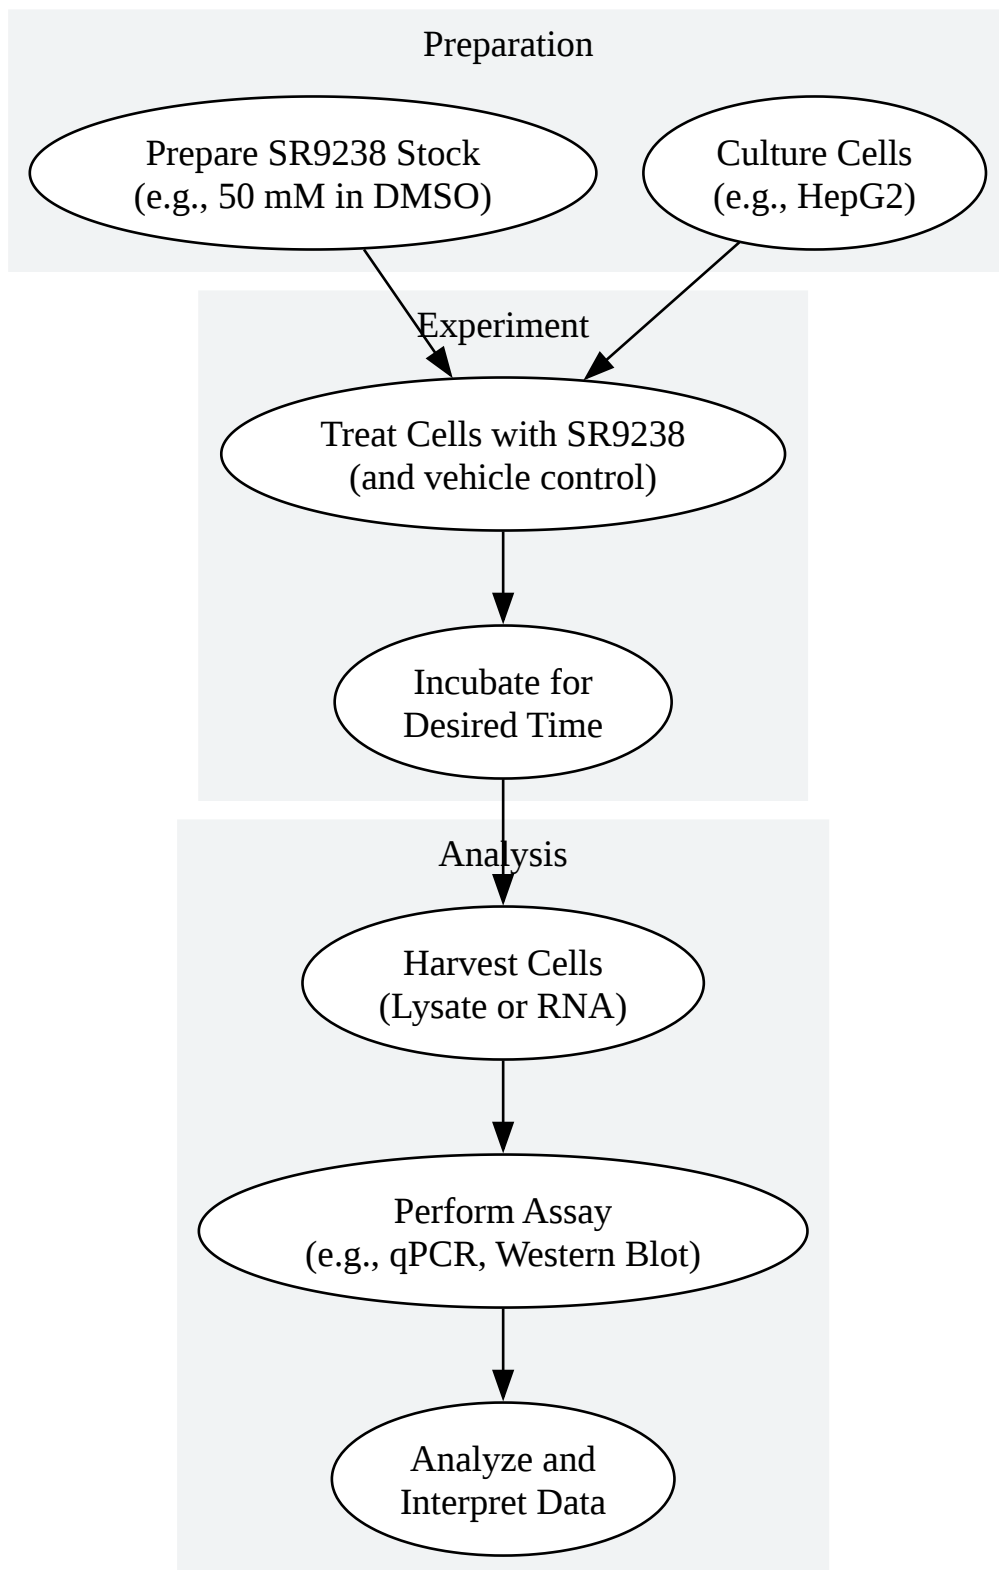 Preparation
Prepare SR9238 Stock
(e.g., 50 mM in DMSO)
Culture Cells
(e.g., HepG2)
Experiment
Treat Cells with SR9238
(and vehicle control)
Incubate for
Desired Time
Analysis
Harvest Cells
(Lysate or RNA)
Perform Assay
(e.g., qPCR, Western Blot)
Analyze and
Interpret Data